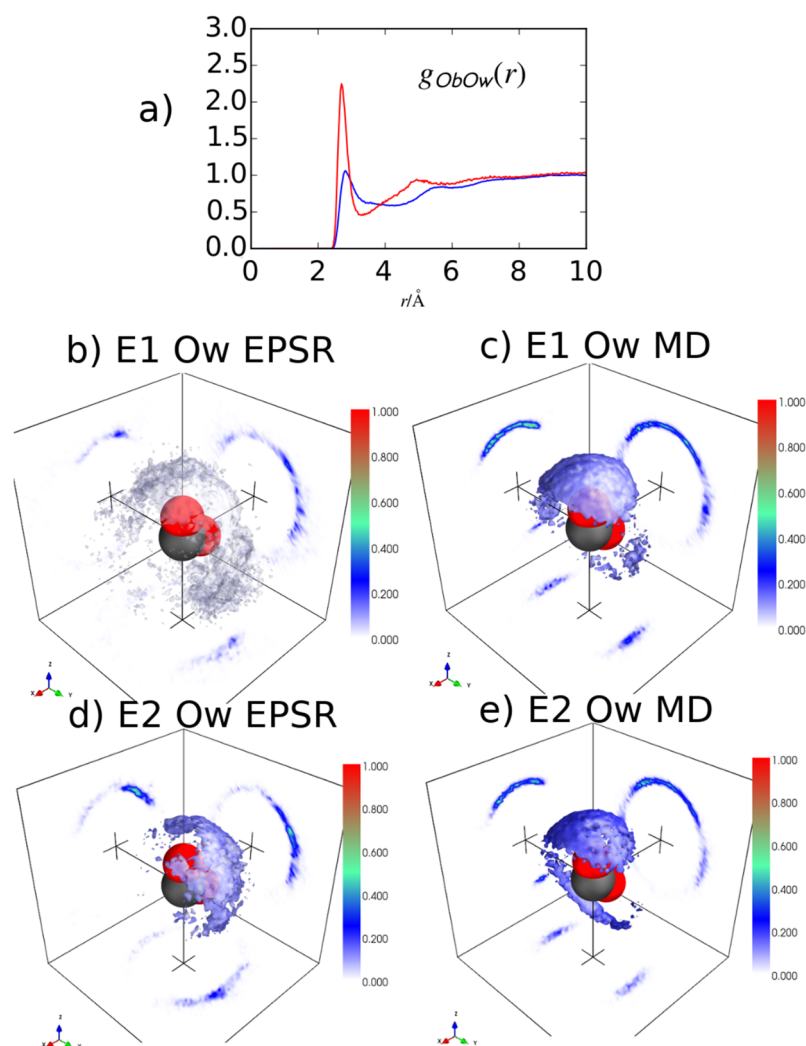 a)
3.0
2.5
2.0
1.5
1.0
0.5
0.0
gObOw(r)
0 2 4 6 8 10
r/Å
b) E1 Ow EPSR
c) E1 Ow MD
1.000
0.800
0.600
0.400
0.200
0.000
1.000
0.800
0.600
0.400
0.200
0.000
z
x
Y
z
x
Y
d) E2 Ow EPSR
e) E2 Ow MD
1.000
0.800
0.600
0.400
0.200
0.000
1.000
0.800
0.600
0.400
0.200
0.000
z
x
Y
z
x
Y